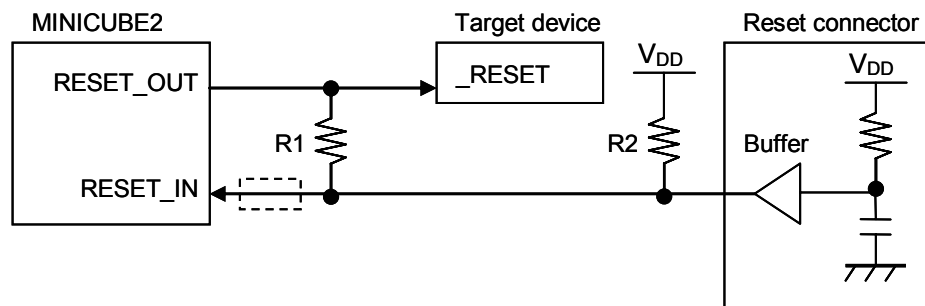 MINICUBE2
Target device
Reset connector
RESET_OUT
_RESET
VDD
VDD
R1
R2
Buffer
RESET_IN